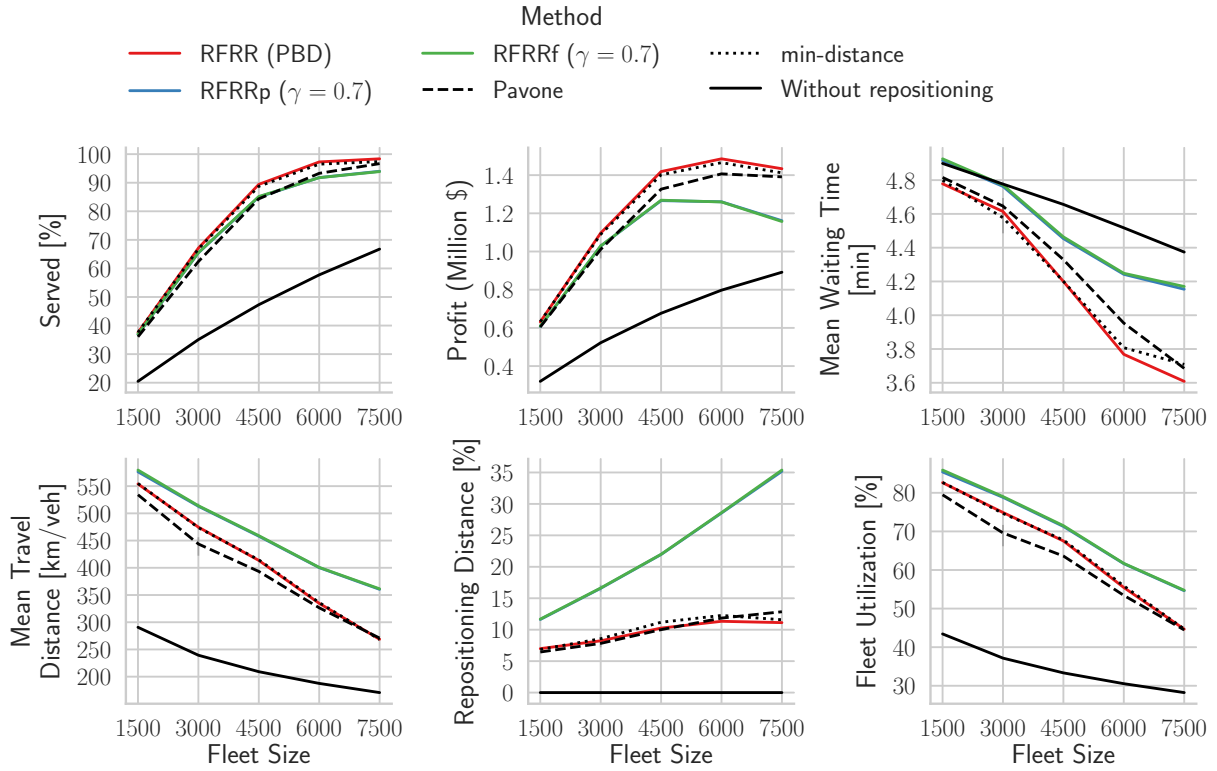 Method
RFRR (PBD)
RFRRp (γ = 0.7)
RFRRf (γ = 0.7)
Pavone
min-distance
Without repositioning
Served [%]
100
90
80
70
60
50
40
30
20
1500 3000 4500 6000 7500
Profit (Million $)
1.4
1.2
1.0
0.8
0.6
0.4
1500 3000 4500 6000 7500
Mean Waiting Time
[min]
4.8
4.6
4.4
4.2
4.0
3.8
3.6
1500 3000 4500 6000 7500
Mean Travel
Distance [km/veh]
550
500
450
400
350
300
250
200
1500 3000 4500 6000 7500
Fleet Size
Repositioning Distance [%]
35
30
25
20
15
10
5
0
1500 3000 4500 6000 7500
Fleet Size
Fleet Utilization [%]
80
70
60
50
40
30
1500 3000 4500 6000 7500
Fleet Size